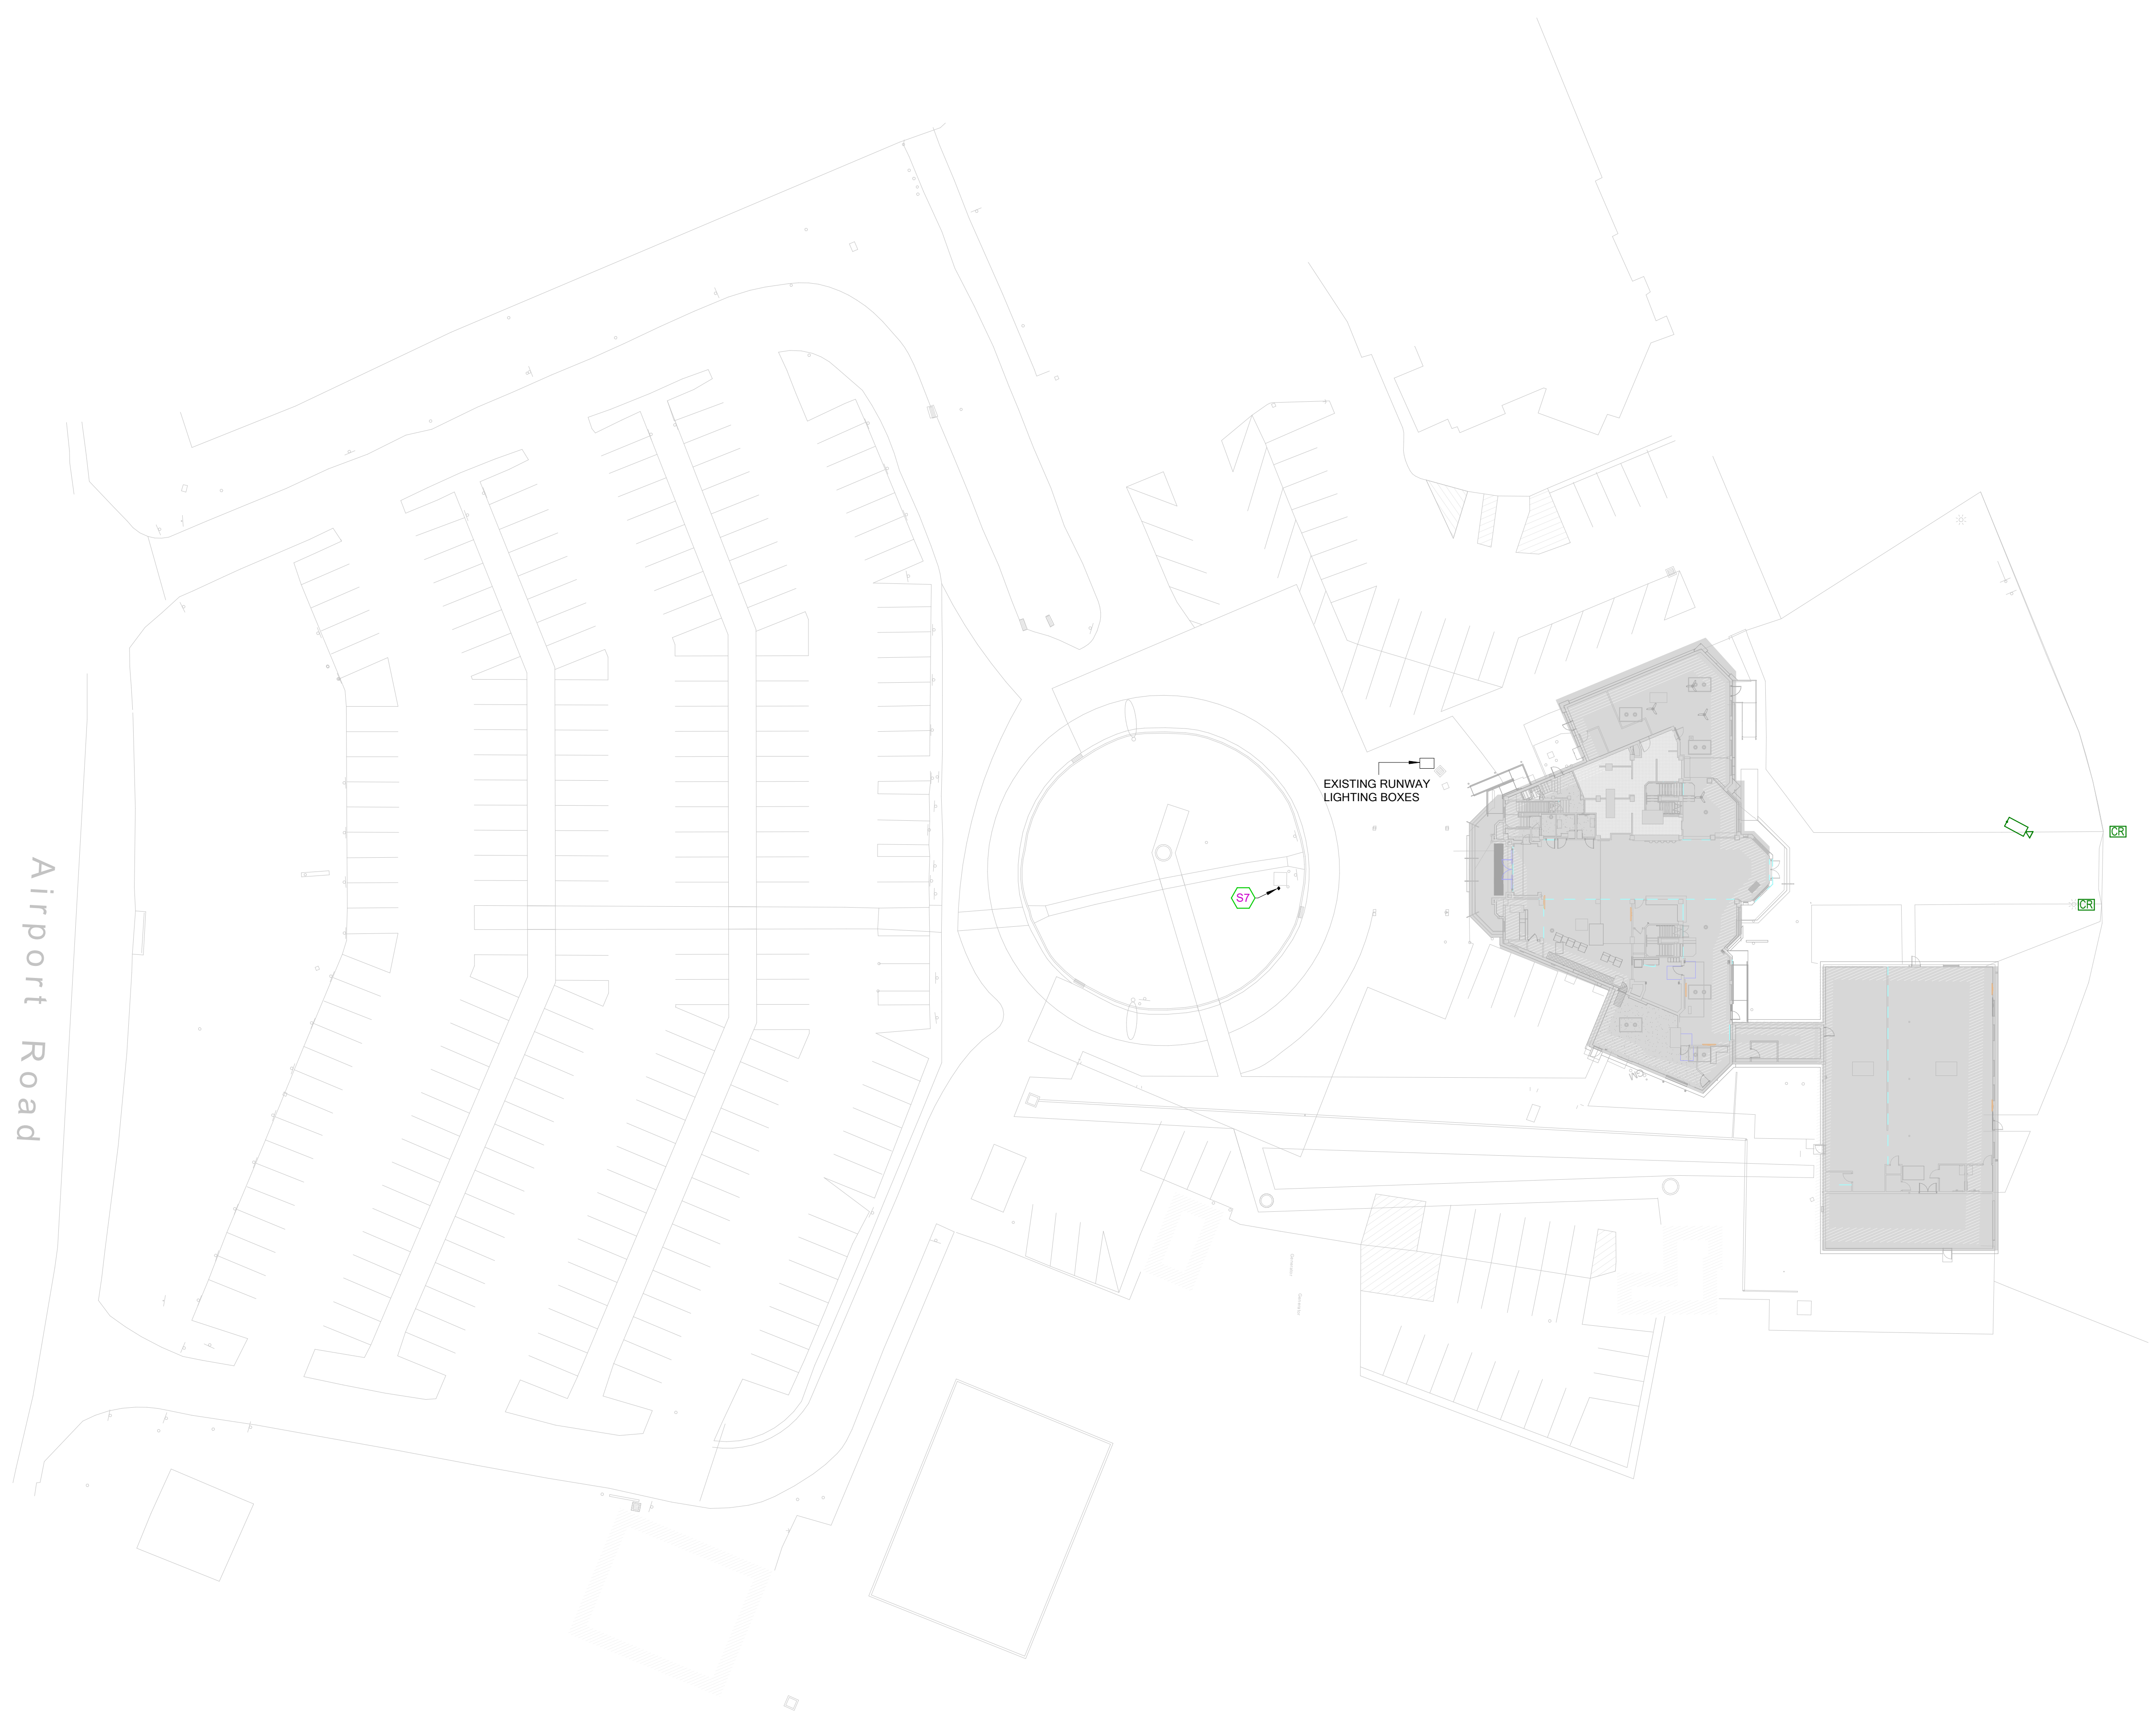 EXISTING RUNWAY
LIGHTING BOXES
CR
S7
CR
Airport Road